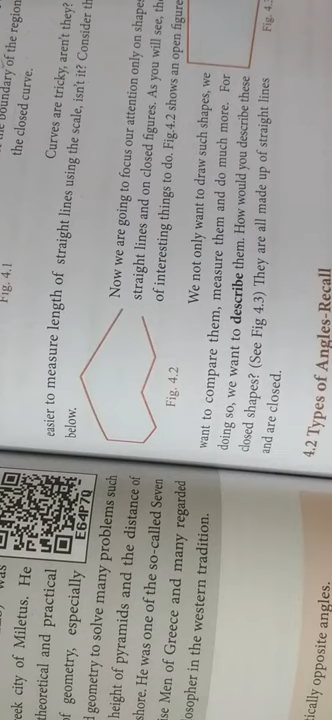 the boundary of the region
the closed curve.
Fig. 4.1
Curves are tricky, aren't they?
easier to measure length of straight lines using the scale, isn't it? Consider
below.
Now we are going to focus our attention only on shapes
straight lines and on closed figures. As you will see,
of interesting things to do. Fig.4.2 shows an open figure
Fig. 4.2
Fig. 4.3
We not only want to draw such shapes, we
want to compare them, measure them and do much more. For
doing so, we want to describe them. How would you describe these
closed shapes? (See Fig 4.3) They are all made up of straight lines
and are closed.
4.2 Types of Angles-Recall
was
city of Miletus. He
theoretical and practical
of geometry, especially
geometry to solve many problems such
height of pyramids and the distance of
shore. He was one of the so-called Seven
Men of Greece and many regarded
in the western tradition.
E64P7Q
opposite angles.